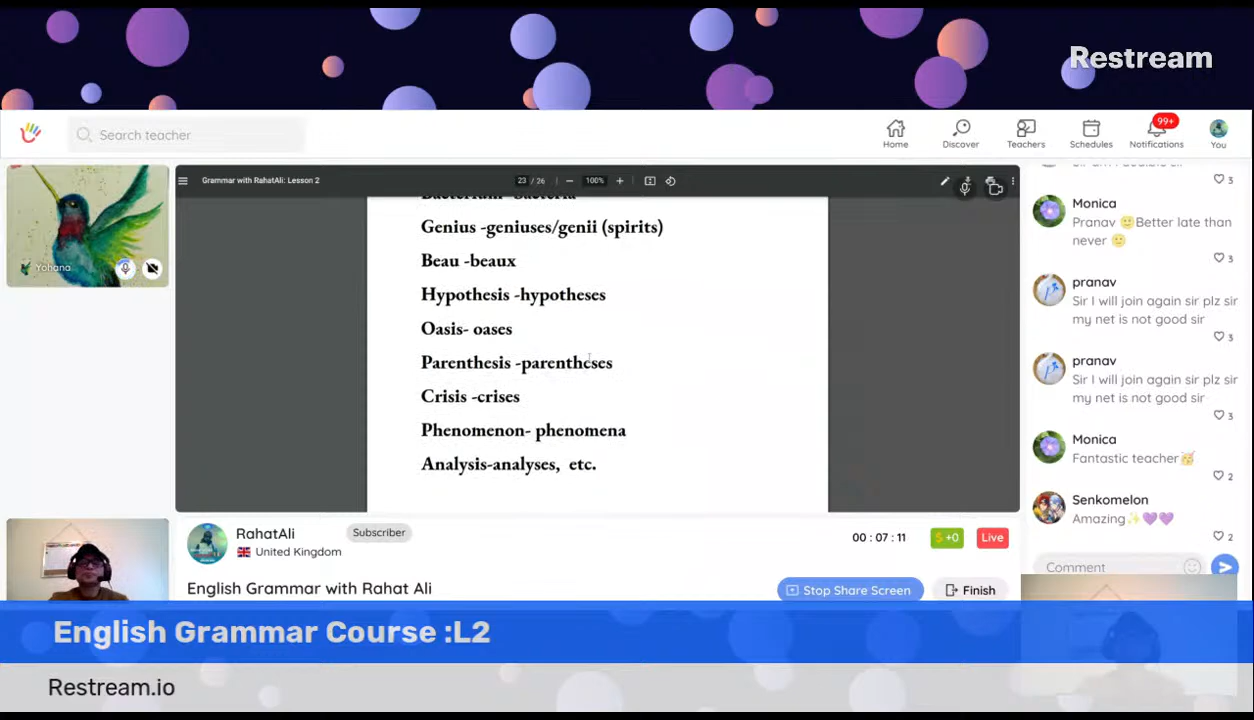 Restream
Search teacher
Home
Discover
Teachers
Schedules
99+
Notifications
You
Yohana
Grammar with RahatAli: Lesson 2
23 / 26
100%
Genius -geniuses/genii (spirits)
Beau -beaux
Hypothesis -hypotheses
Oasis- oases
Parenthesis -parentheses
Crisis -crises
Phenomenon- phenomena
Analysis-analyses, etc.
3
Monica
Pranav 🙂Better late than
never 🙂
3
pranav
Sir I will join again sir plz sir
my net is not good sir
3
pranav
Sir I will join again sir plz sir
my net is not good sir
3
Monica
Fantastic teacher🥳
2
Senkomelon
Amazing✨💜💜
2
Comment
RahatAli
Subscriber
United Kingdom
00 : 07 : 11
$ +0
Live
English Grammar with Rahat Ali
Stop Share Screen
Finish
English Grammar Course :L2
Restream.io